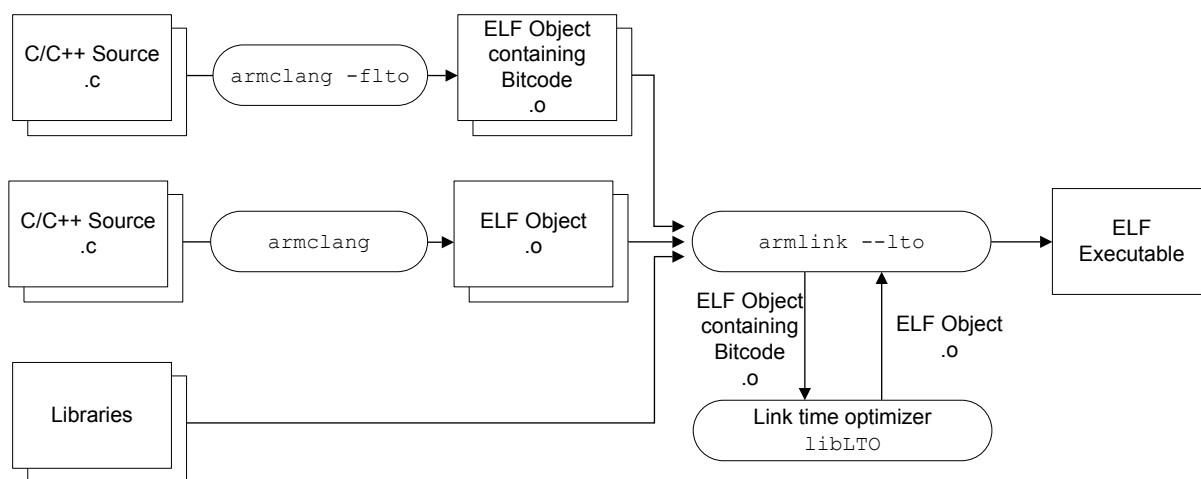 C/C++ Source
.c
armclang -flto
ELF Object
containing
Bitcode
.o
C/C++ Source
.c
armclang
ELF Object
.o
armlink --lto
ELF
Executable
ELF Object
containing
Bitcode
.o
ELF Object
.o
Libraries
Link time optimizer
libLTO